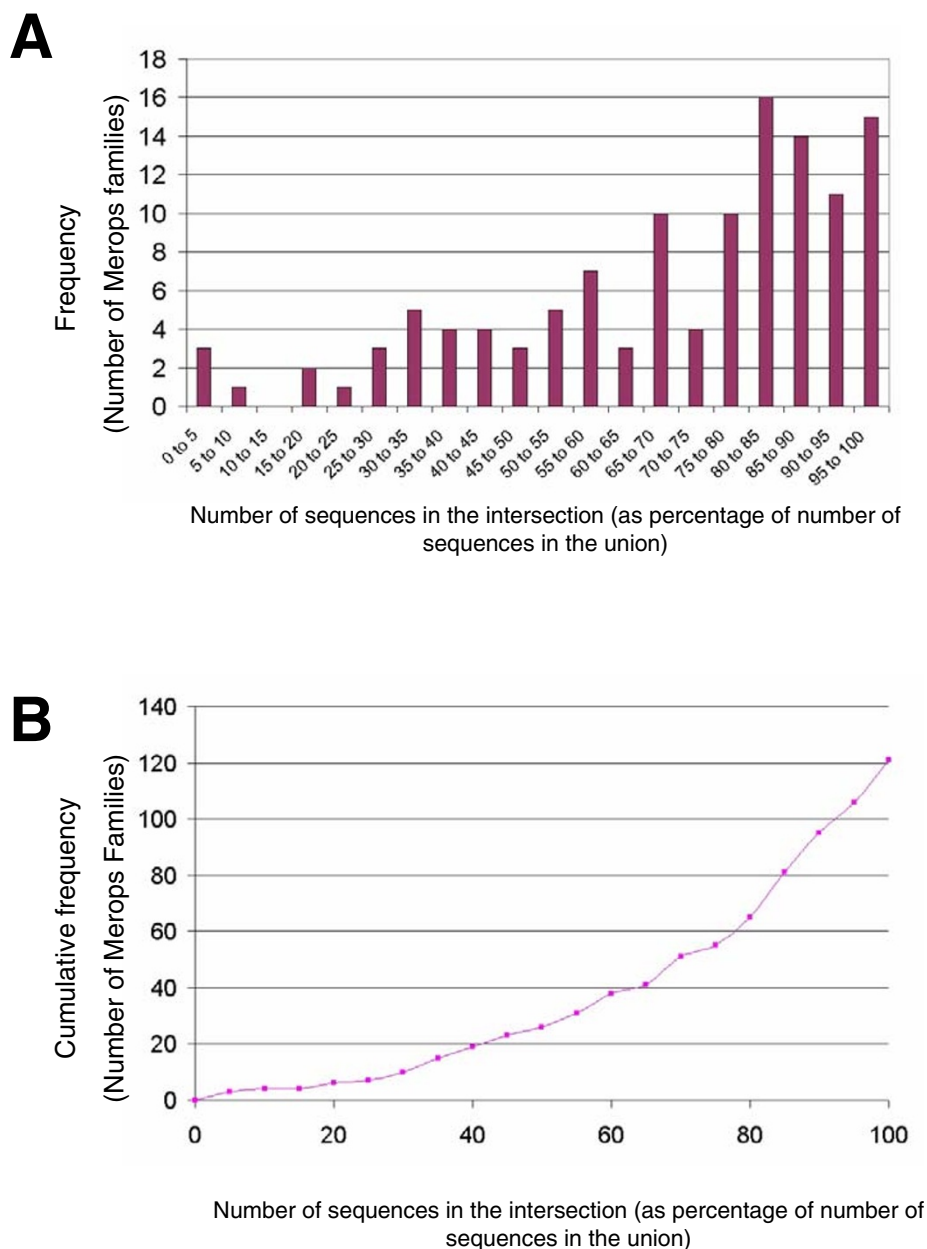 A
18
16
14
12
10
8
6
4
2
0
Frequency
(Number of Merops families)
0 to 5
5 to 10
10 to 15
15 to 20
20 to 25
25 to 30
30 to 35
35 to 40
40 to 45
45 to 50
50 to 55
55 to 60
60 to 65
65 to 70
70 to 75
75 to 80
80 to 85
85 to 90
90 to 95
95 to 100
Number of sequences in the intersection (as percentage of number of
sequences in the union)
B
140
120
100
80
60
40
20
0
Cumulative frequency
(Number of Merops Families)
0
20
40
60
80
100
Number of sequences in the intersection (as percentage of number of
sequences in the union)